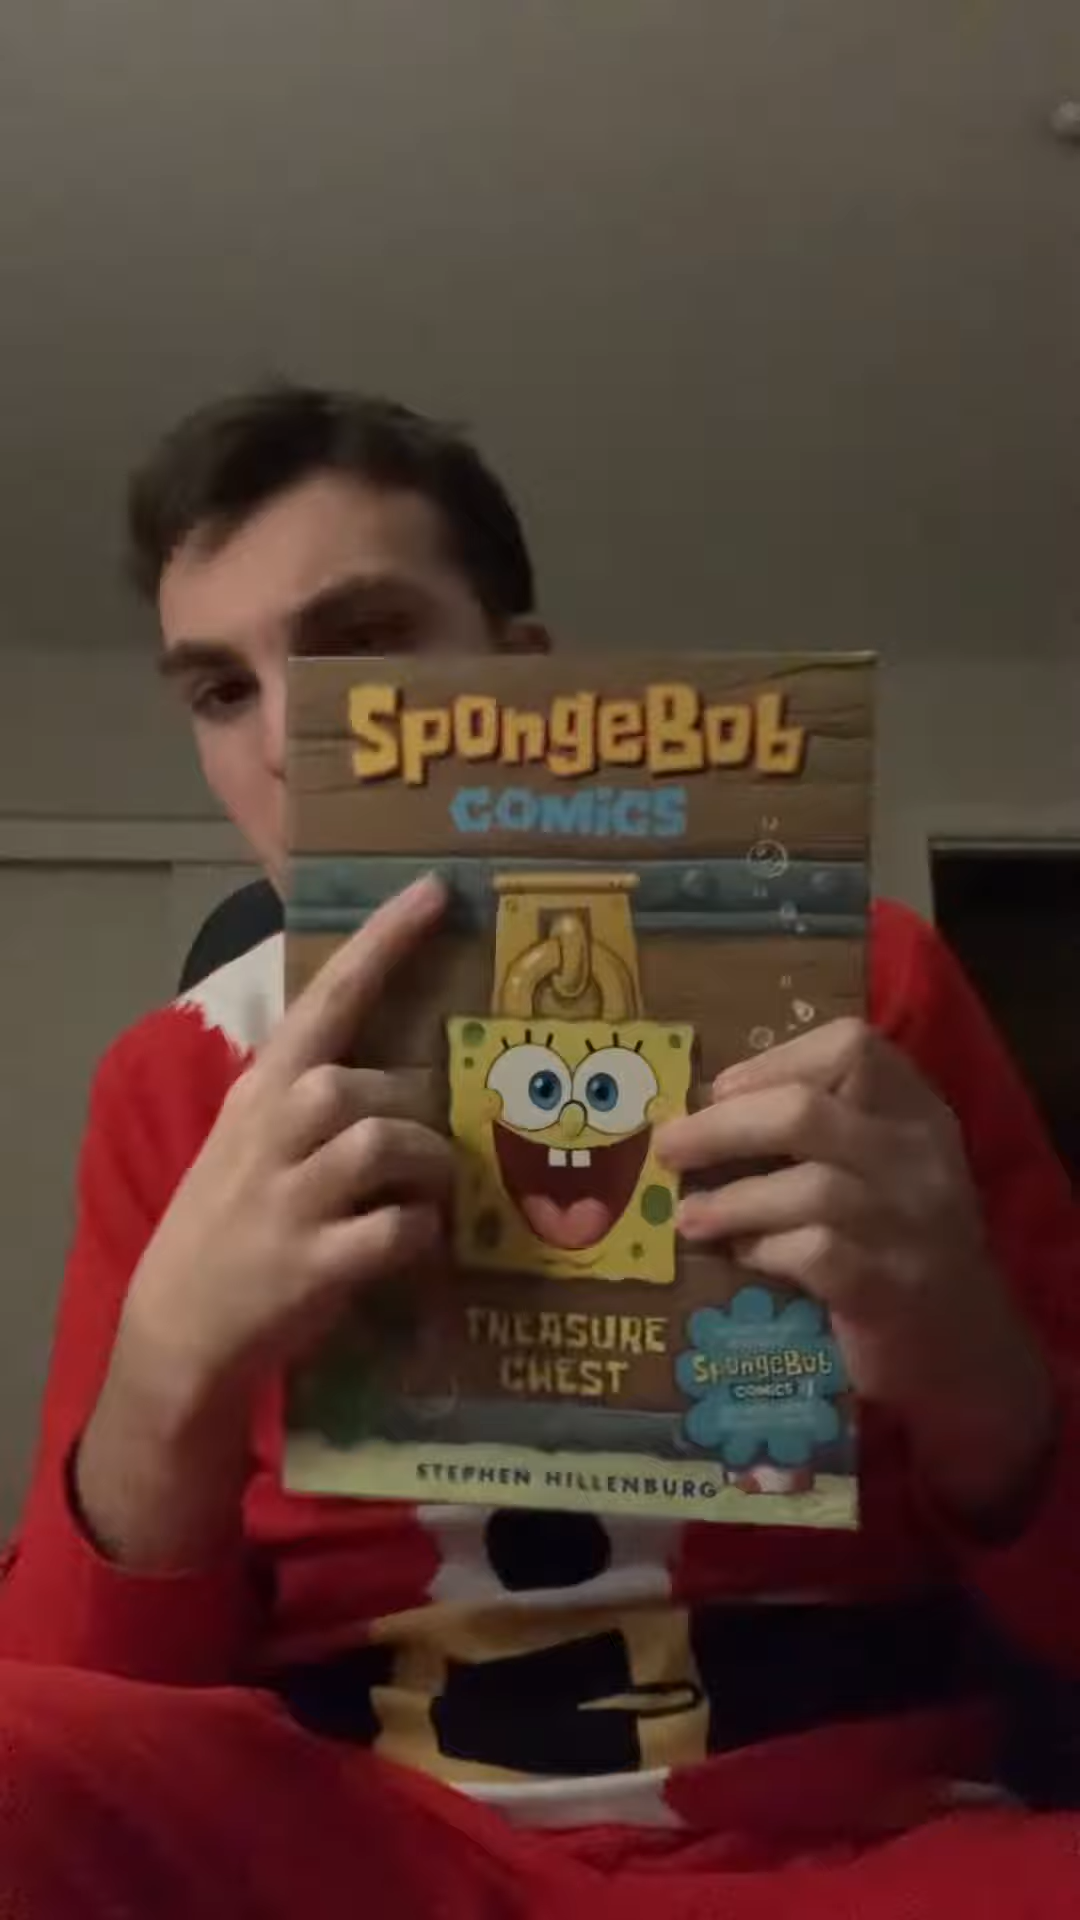 SpongeBob
COMICS
TREASURE
CHEST
SpongeBob
COMICS
STEPHEN HILLENBURG